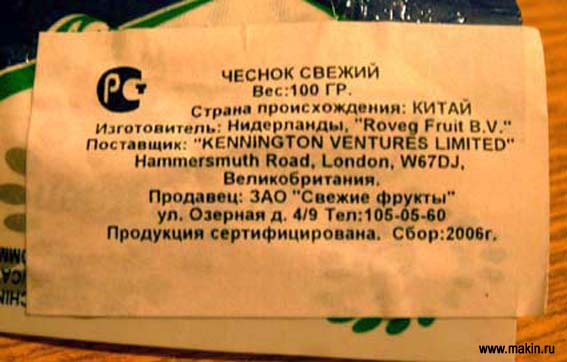 РСТ
ЧЕСНОК СВЕЖИЙ
Вес:100 ГР.
Страна происхождения: КИТАЙ
Изготовитель: Нидерланды, "Roveg Fruit B.V."
Поставщик: "KENNINGTON VENTURES LIMITED"
Hammersmuth Road, London, W67DJ,
Великобритания.
Продавец: ЗАО "Свежие фрукты"
ул. Озерная д. 4/9 Тел:105-05-60
Продукция сертифицирована. Сбор:2006г.
www.makin.ru